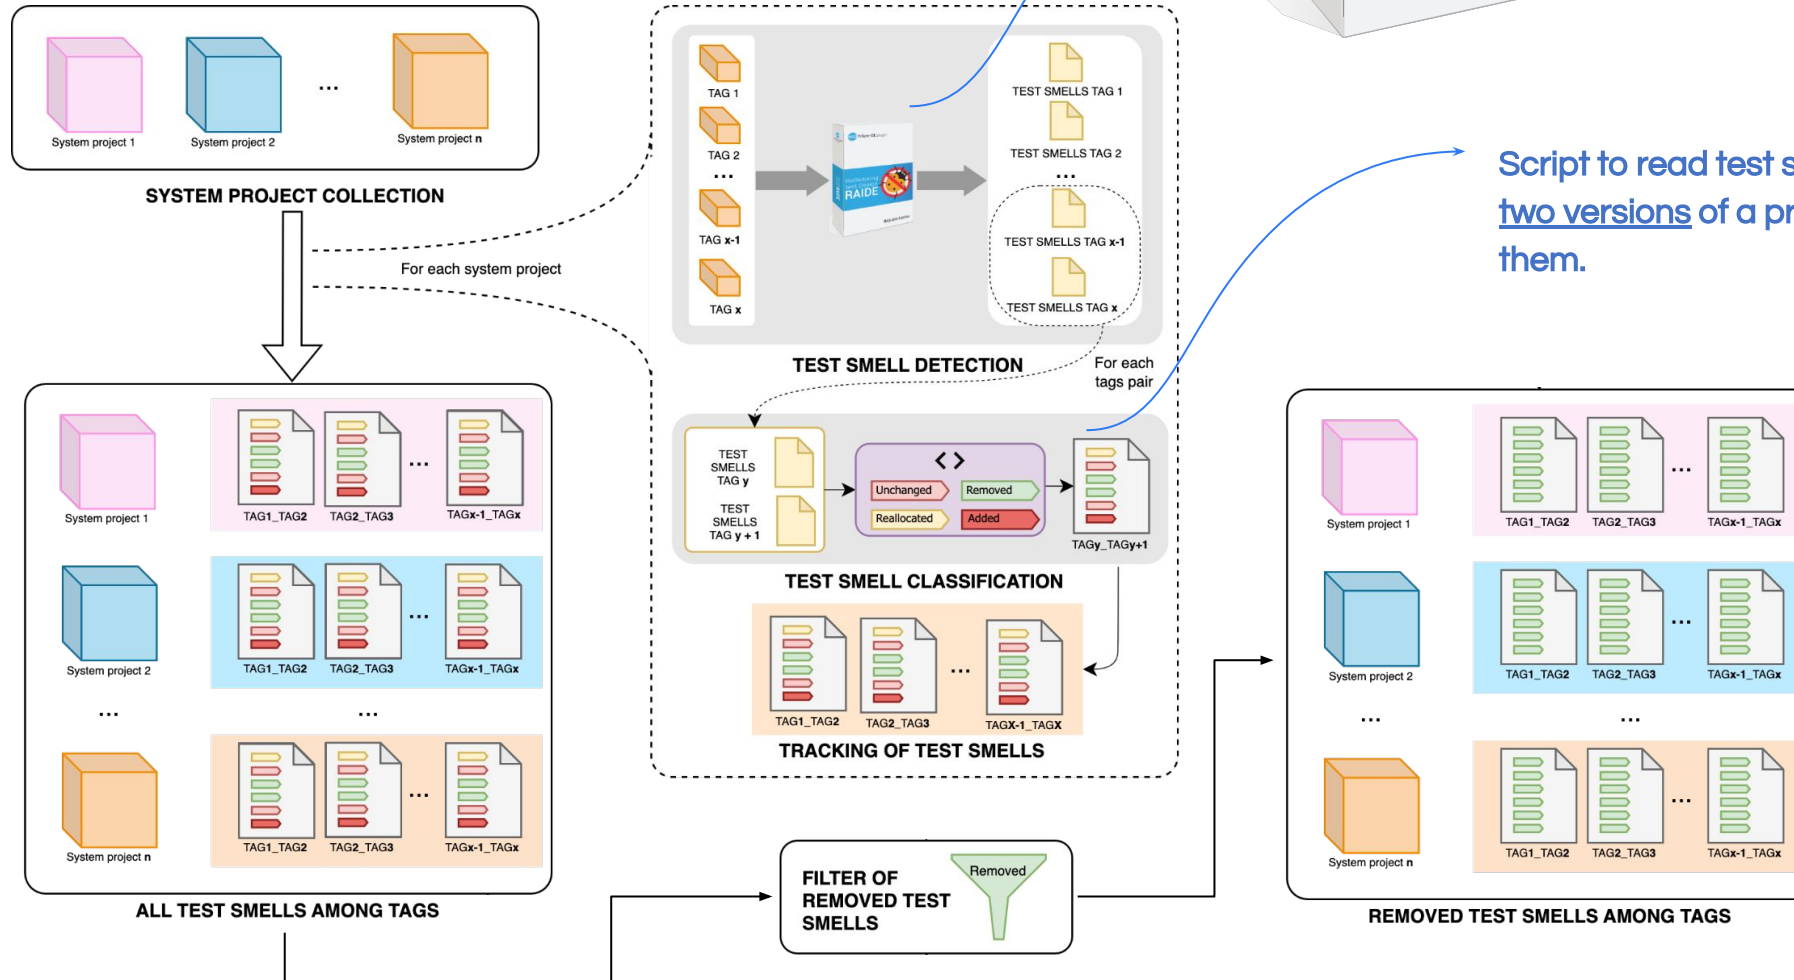 System project 1
System project 2
...
System project n
SYSTEM PROJECT COLLECTION
For each system project
TAG 1
TAG 2
...
TAG x-1
TAG x
RAIDE
TEST SMELLS TAG 1
TEST SMELLS TAG 2
...
TEST SMELLS TAG x-1
TEST SMELLS TAG x
TEST SMELL DETECTION
For each
tags pair
Script to read test s
two versions of a pr
them.
TEST
SMELLS
TAG y
TEST
SMELLS
TAG y + 1
< >
Unchanged
Removed
Reallocated
Added
TAGy_TAGy+1
TEST SMELL CLASSIFICATION
TAG1_TAG2
TAG2_TAG3
...
TAGX-1_TAGX
TRACKING OF TEST SMELLS
System project 1
TAG1_TAG2
TAG2_TAG3
...
TAGx-1_TAGx
System project 2
TAG1_TAG2
TAG2_TAG3
...
TAGx-1_TAGx
...
...
System project n
TAG1_TAG2
TAG2_TAG3
...
TAGx-1_TAGx
ALL TEST SMELLS AMONG TAGS
FILTER OF
REMOVED TEST
SMELLS
Removed
System project 1
TAG1_TAG2
TAG2_TAG3
...
TAGx-1_TAGx
System project 2
TAG1_TAG2
TAG2_TAG3
...
TAGx-1_TAGx
...
...
System project n
TAG1_TAG2
TAG2_TAG3
...
TAGx-1_TAGx
REMOVED TEST SMELLS AMONG TAGS